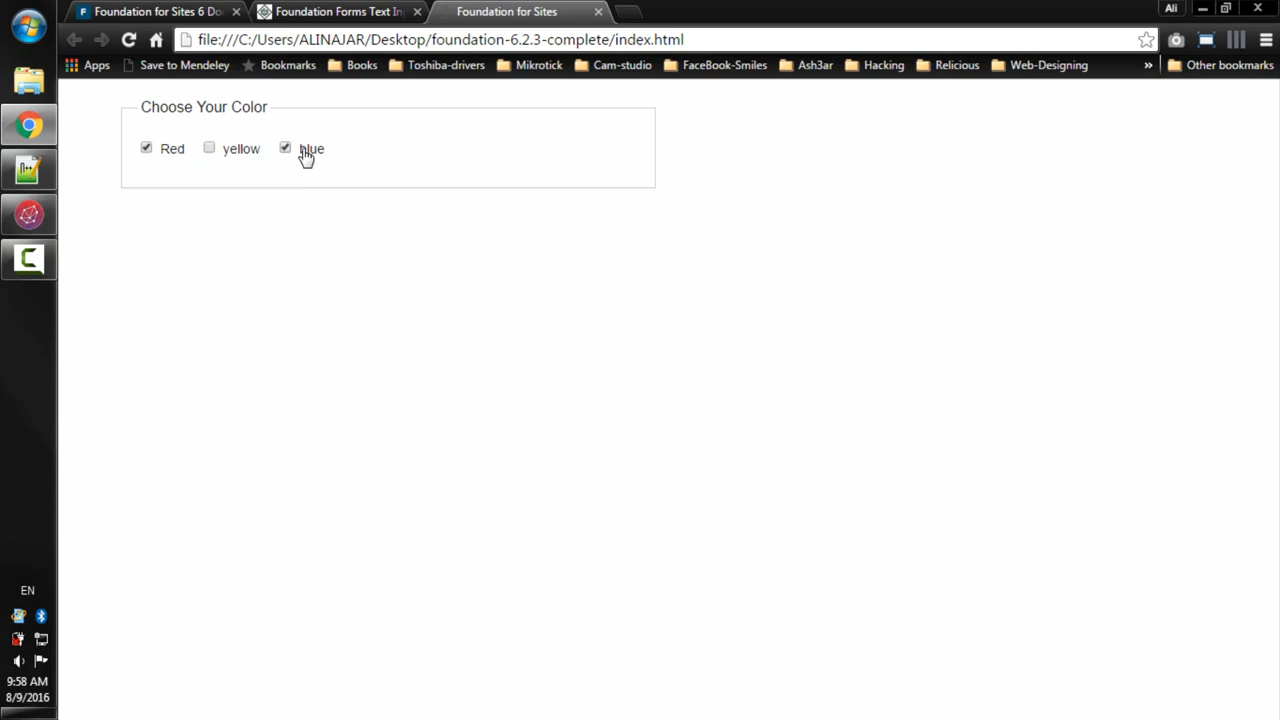 Foundation for Sites 6 Do
Foundation Forms Text In
Foundation for Sites
Ali
file:///C:/Users/ALINAJAR/Desktop/foundation-6.2.3-complete/index.html
Apps
Save to Mendeley
Bookmarks
Books
Toshiba-drivers
Mikrotick
Cam-studio
FaceBook-Smiles
Ash3ar
Hacking
Relicious
Web-Designing
»
Other bookmarks
Choose Your Color
Red
yellow
blue
EN
9:58 AM
8/9/2016